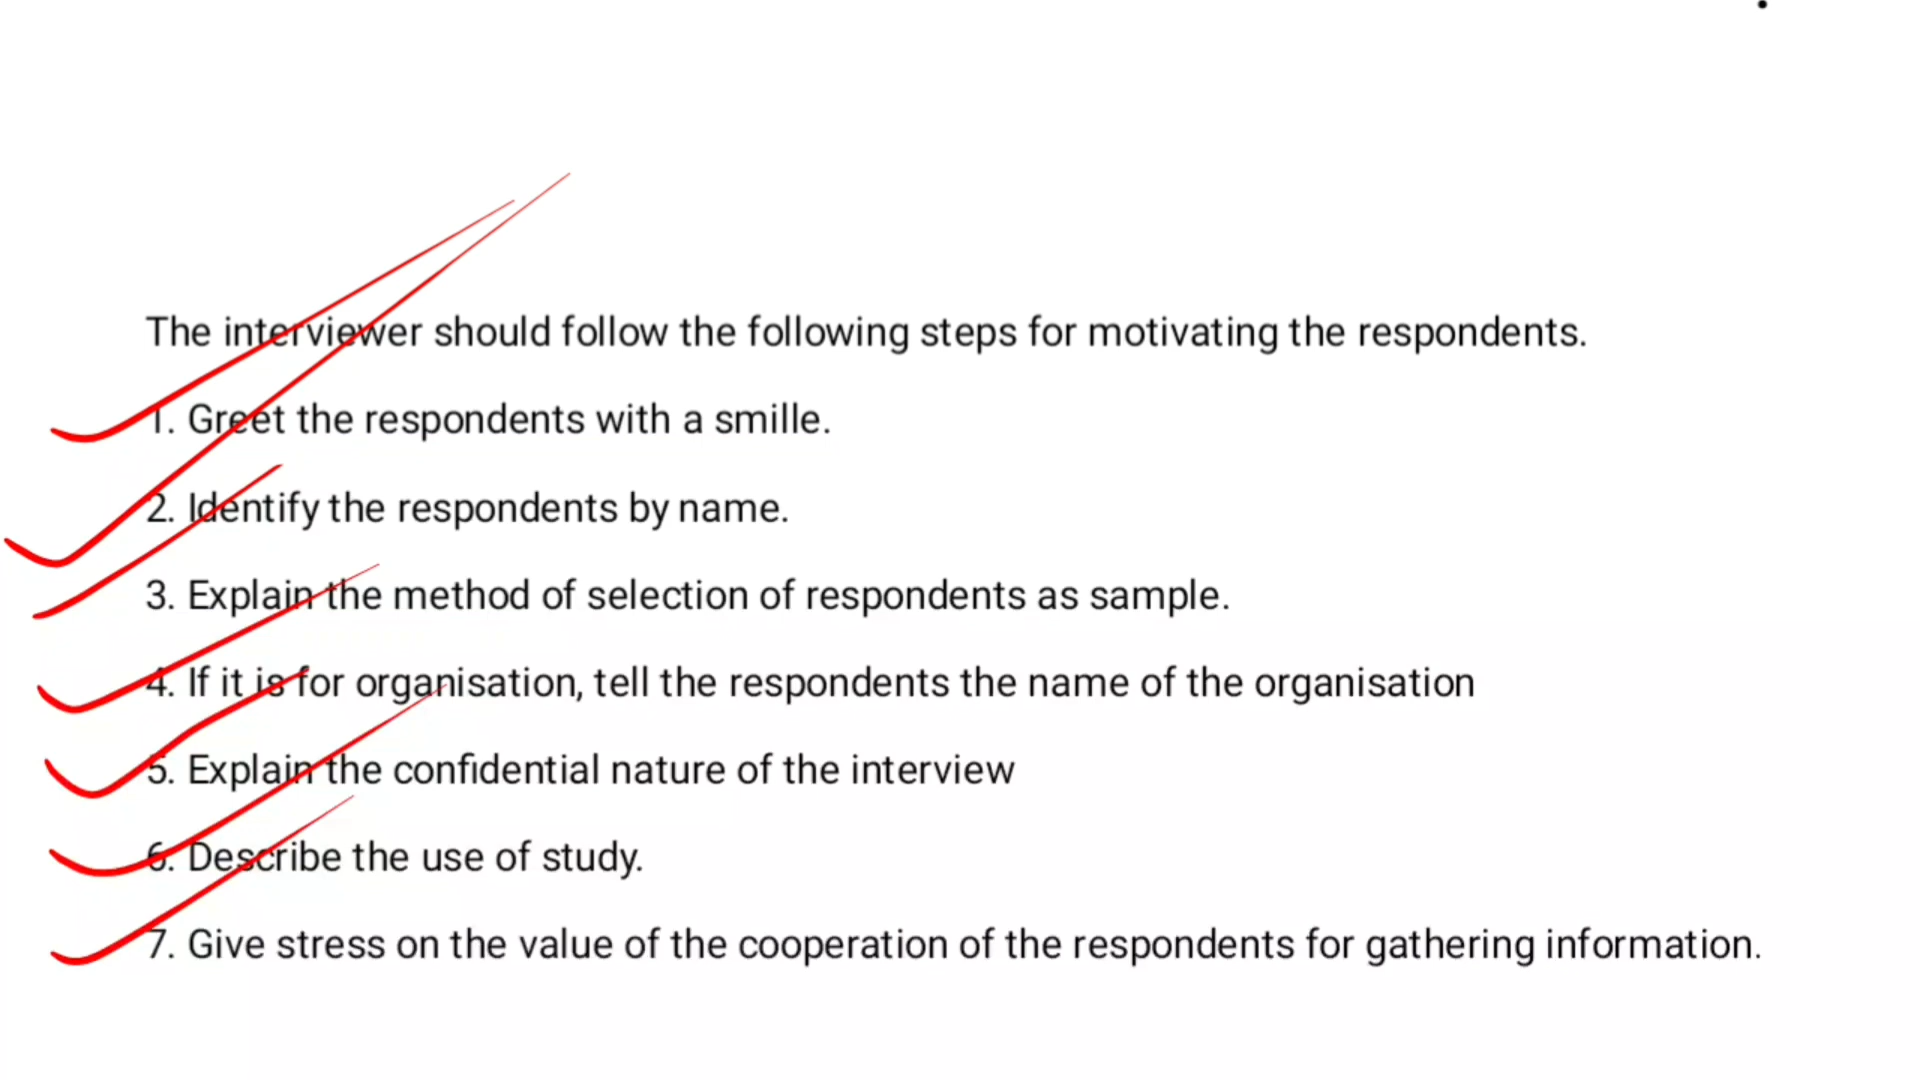 The interviewer should follow the following steps for motivating the respondents.
1. Greet the respondents with a smille.
2. Identify the respondents by name.
3. Explain the method of selection of respondents as sample.
4. If it is for organisation, tell the respondents the name of the organisation
5. Explain the confidential nature of the interview
6. Describe the use of study.
7. Give stress on the value of the cooperation of the respondents for gathering information.